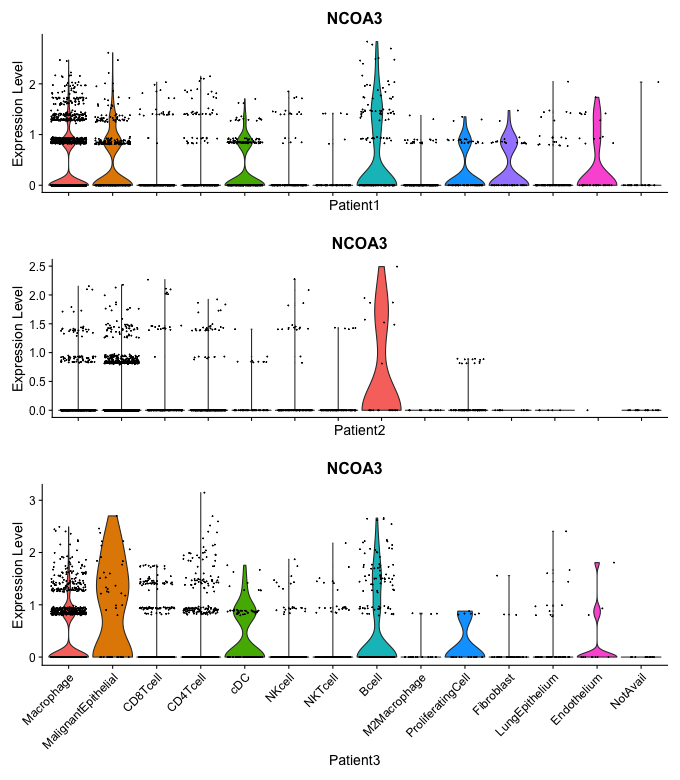 NCOA3
Expression Level
2
1
0
Patient1
NCOA3
Expression Level
2.5
2.0
1.5
1.0
0.5
0.0
Patient2
NCOA3
Expression Level
3
2
1
0
Macrophage
MalignantEpithelial
CD8Tcell
CD4Tcell
cDC
NKcell
NKTcell
Bcell
M2Macrophage
ProliferatingCell
Fibroblast
LungEpithelium
Endothelium
NotAvail
Patient3